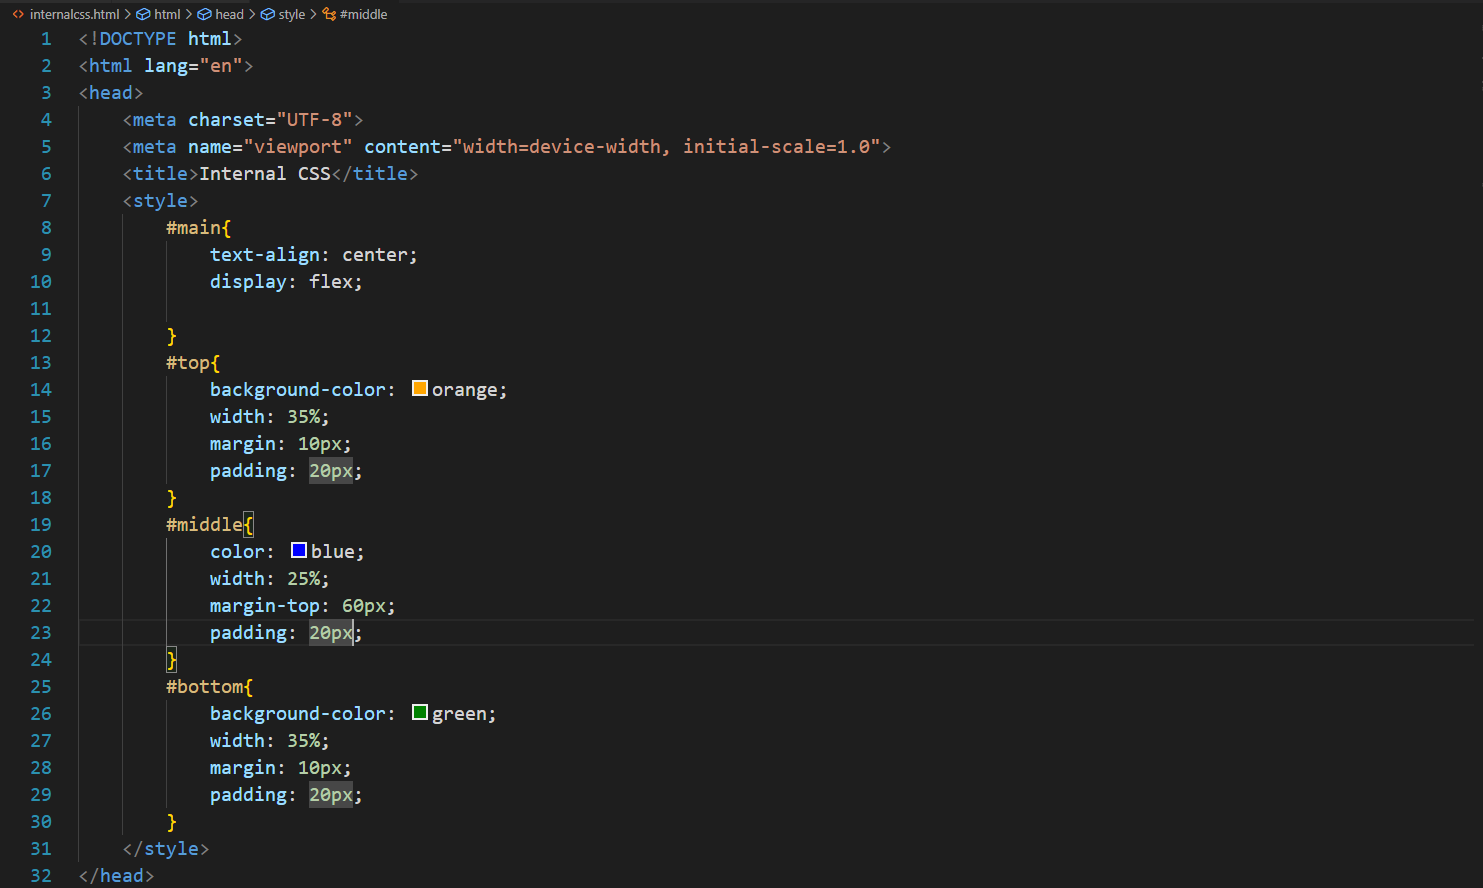 internalcss.html > html > head > style > #middle
1 <!DOCTYPE html>
2 <html lang="en">
3 <head>
4     <meta charset="UTF-8">
5     <meta name="viewport" content="width=device-width, initial-scale=1.0">
6     <title>Internal CSS</title>
7     <style>
8         #main{
9             text-align: center;
10             display: flex;
11
12         }
13         #top{
14             background-color: orange;
15             width: 35%;
16             margin: 10px;
17             padding: 20px;
18         }
19         #middle{
20             color: blue;
21             width: 25%;
22             margin-top: 60px;
23             padding: 20px;
24         }
25         #bottom{
26             background-color: green;
27             width: 35%;
28             margin: 10px;
29             padding: 20px;
30         }
31     </style>
32 </head>